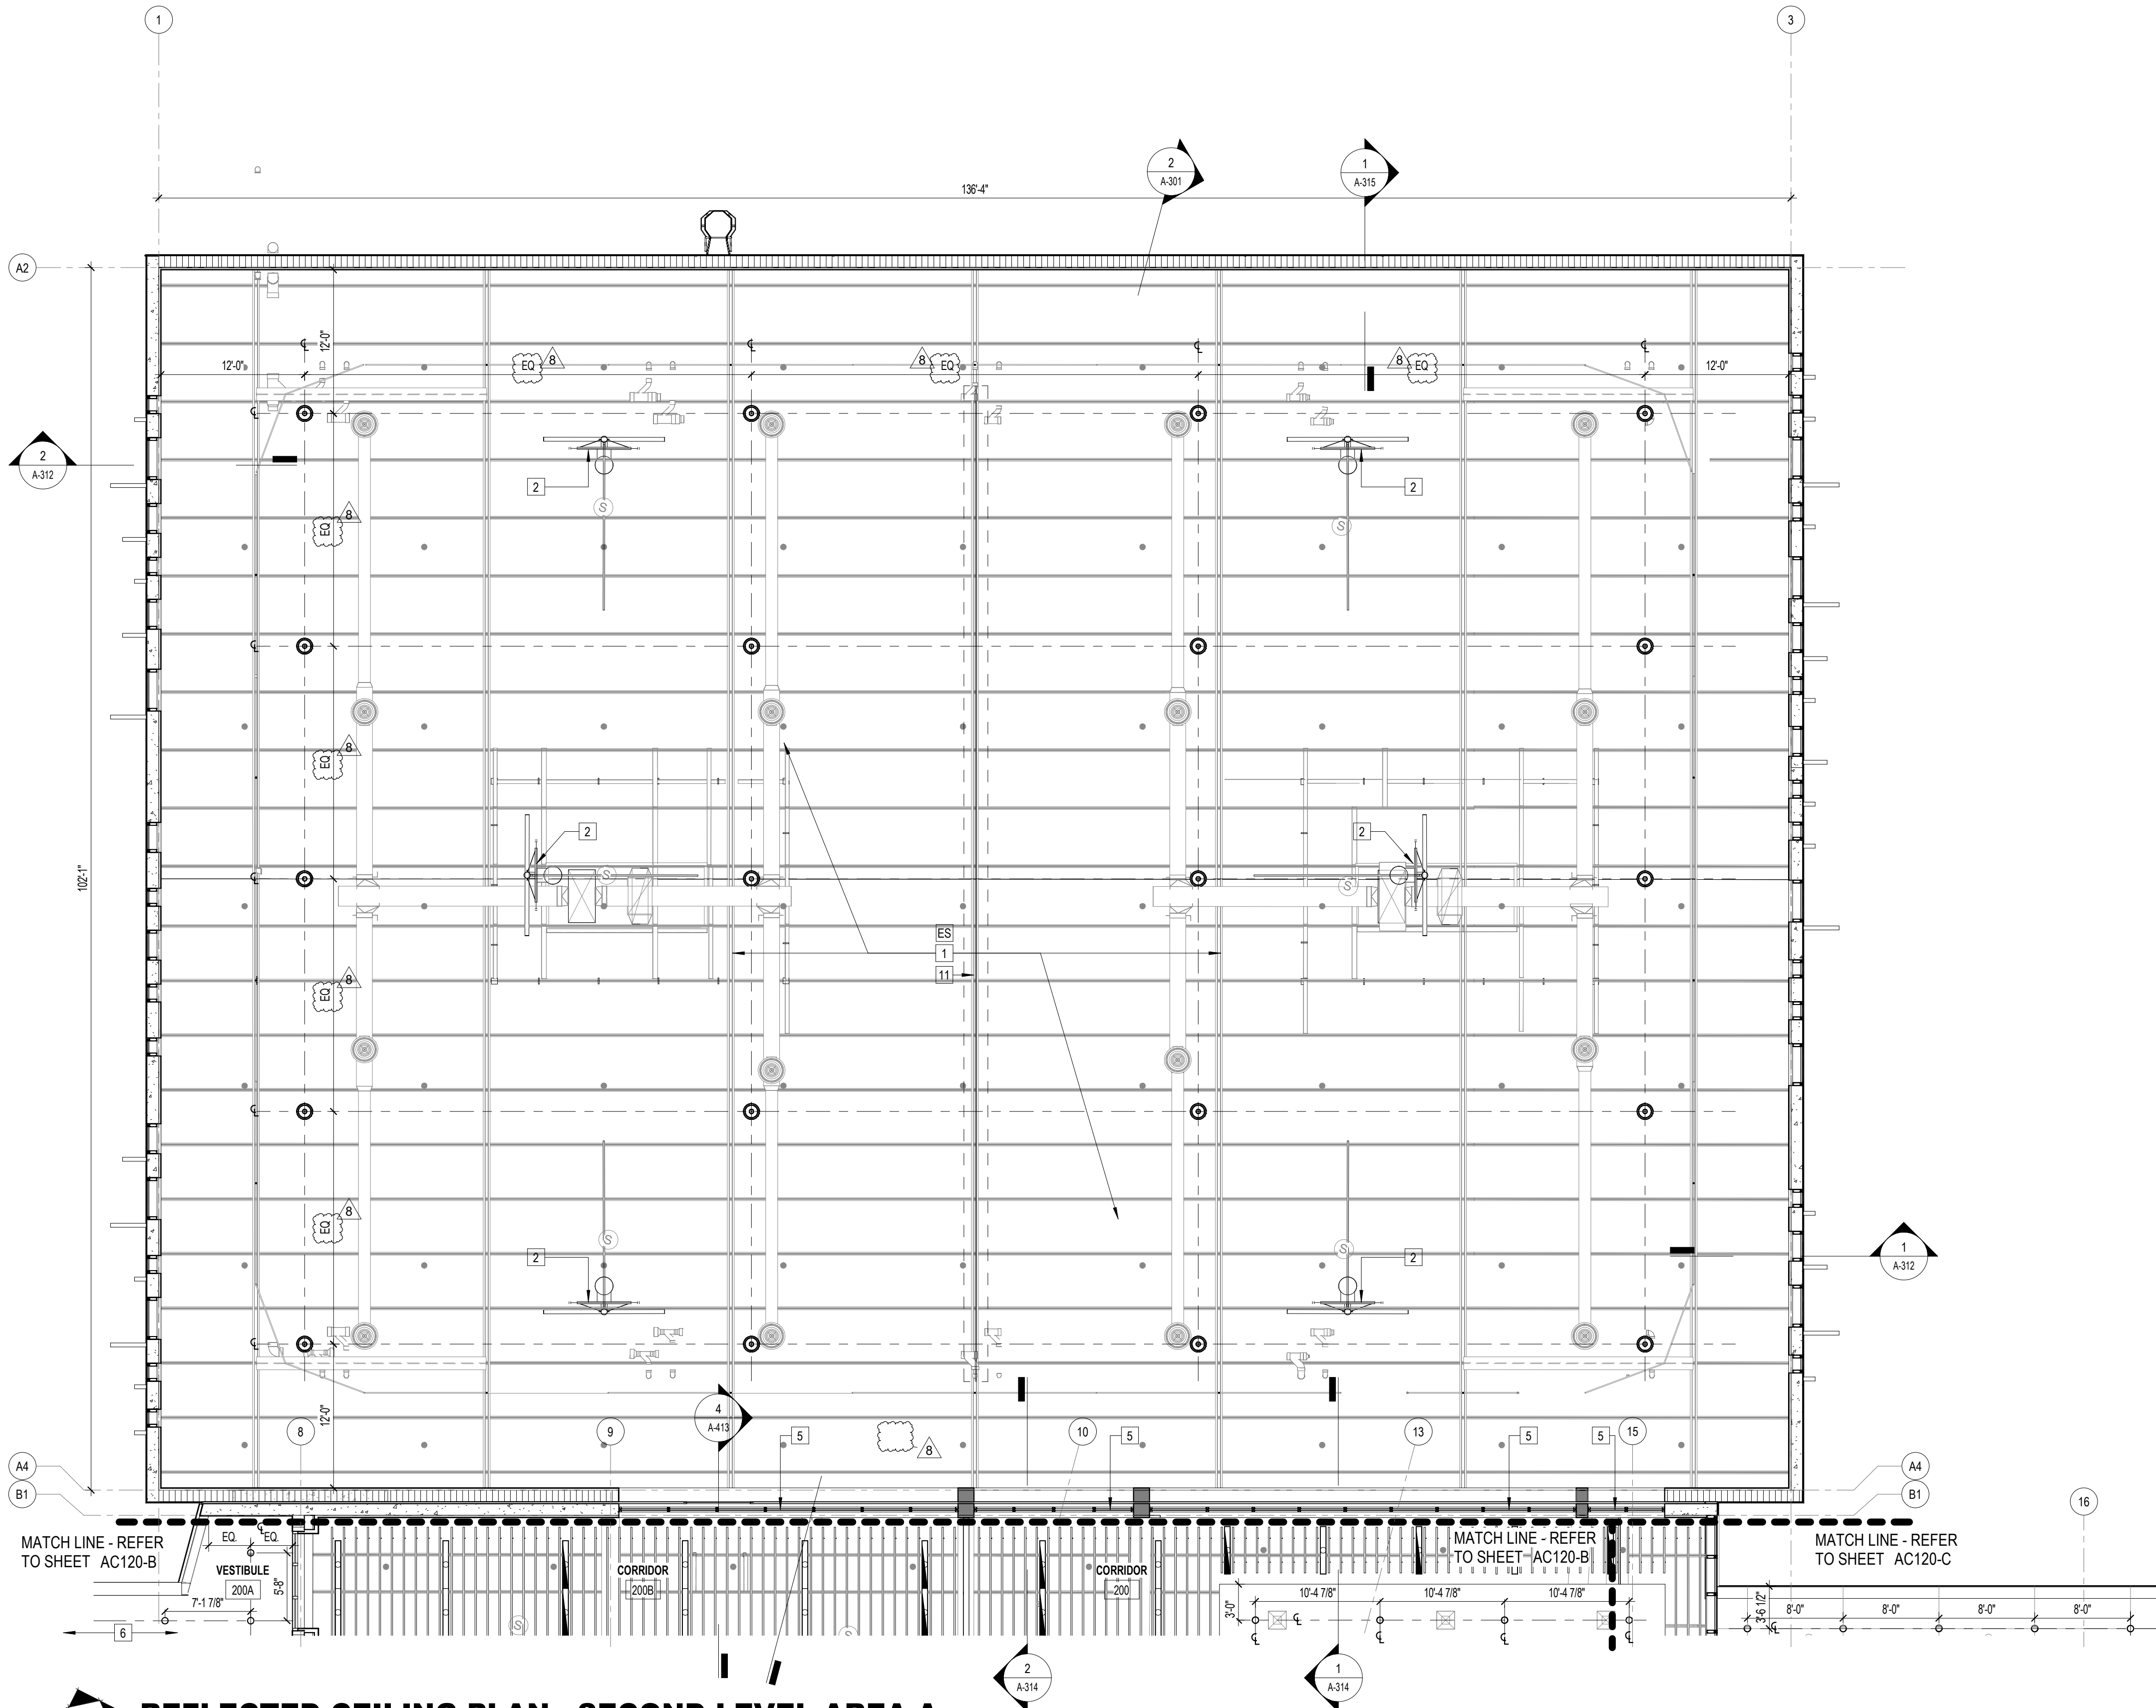 1
3
2
A-301
1
A-315
136'-4"
A2
12'-0"
12'-0"
EQ
8
8
EQ
8
EQ
12'-0"
2
A-312
2
S
2
S
EQ
8
102'-1"
EQ
8
2
S
2
S
ES
1
11
EQ
8
EQ
8
2
S
2
S
1
A-312
12'-0"
4
A-413
8
9
5
8
10
5
13
5
5
15
A4
B1
A4
B1
16
MATCH LINE - REFER
TO SHEET AC120-B
EQ.
EQ.
VESTIBULE
200A
5'-8"
7'-1 7/8"
6
CORRIDOR
200B
S
S
CORRIDOR
200
MATCH LINE - REFER
TO SHEET AC120-B
10'-4 7/8"
10'-4 7/8"
10'-4 7/8"
3'-0"
MATCH LINE - REFER
TO SHEET AC120-C
3'-6 1/2"
8'-0"
8'-0"
8'-0"
8'-0"
2
A-314
1
A-314
REFLECTED CEILING PLAN - SECOND LEVEL AREA A